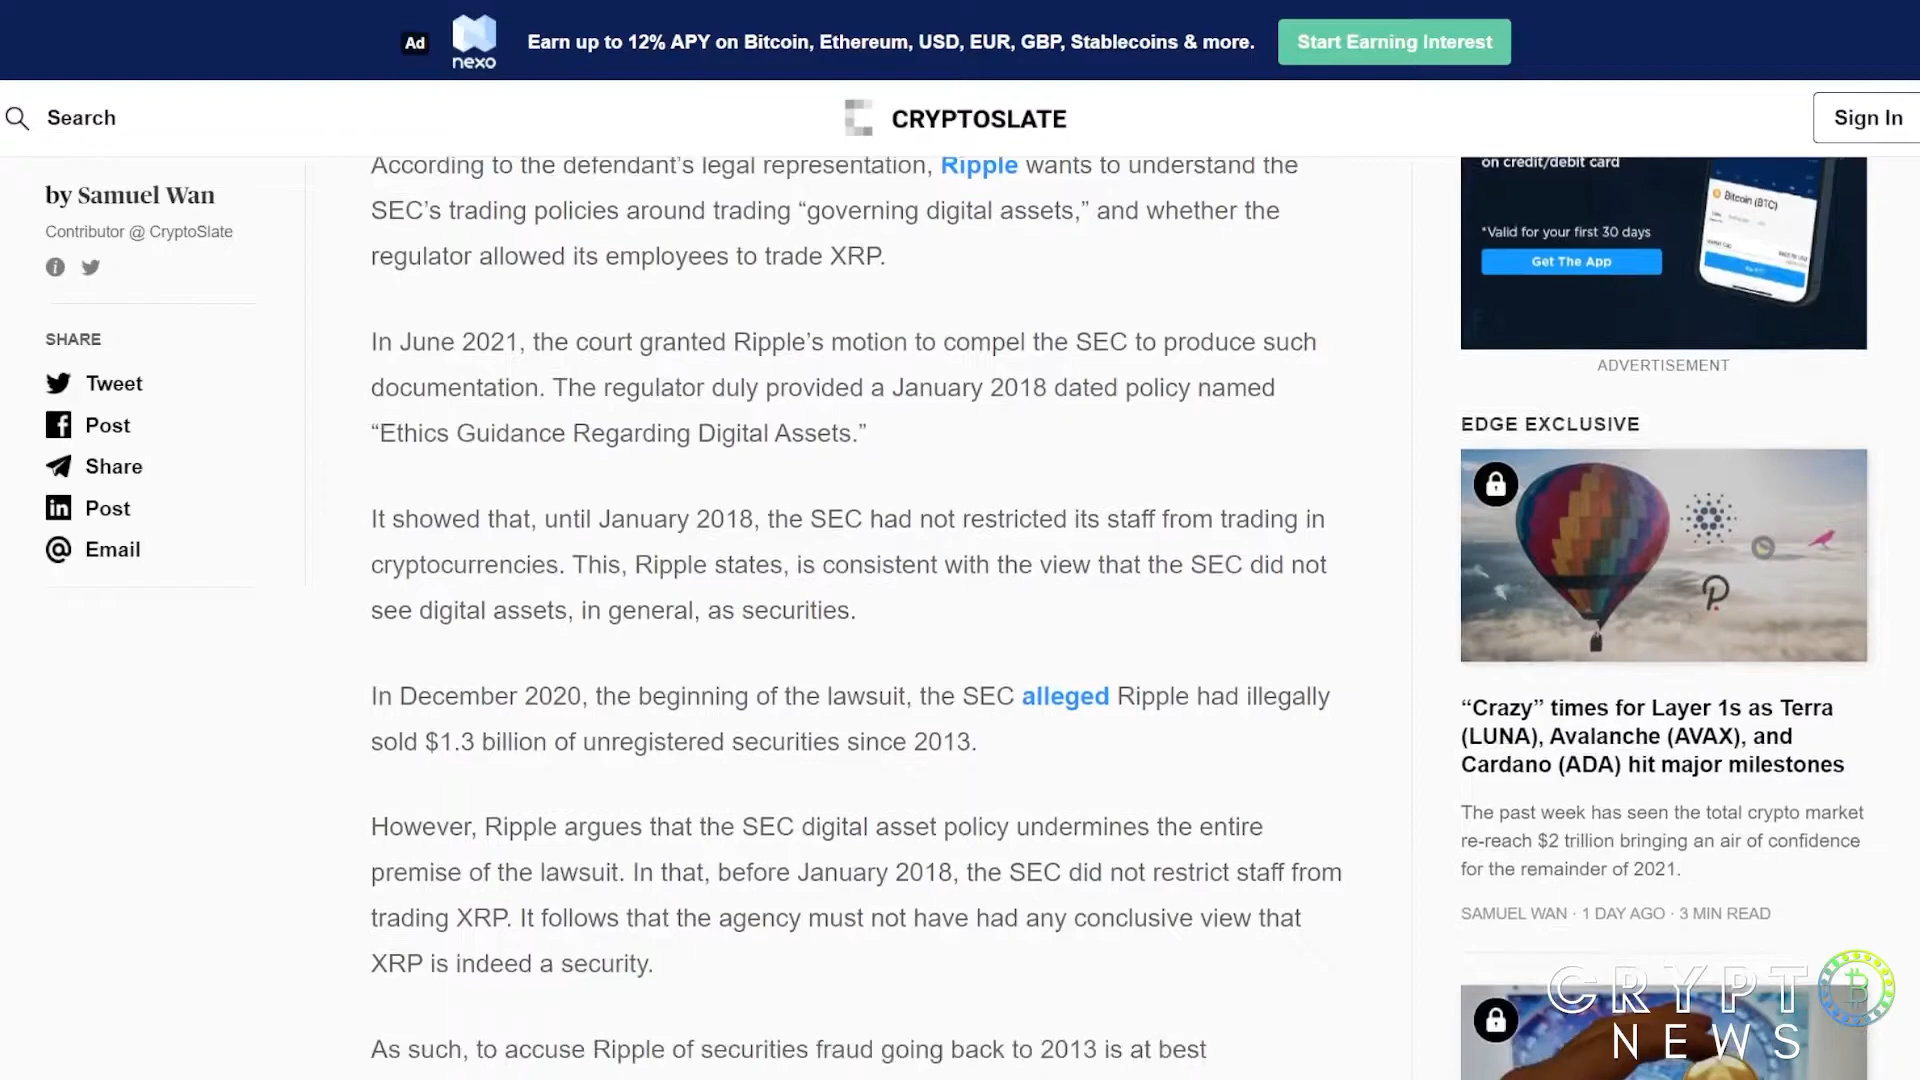 Ad
nexo
Earn up to 12% APY on Bitcoin, Ethereum, USD, EUR, GBP, Stablecoins & more.
Start Earning Interest
Search
CRYPTOSLATE
Sign In
by Samuel Wan
Contributor @ CryptoSlate
SHARE
Tweet
Post
Share
Post
Email
According to the defendant’s legal representation, Ripple wants to understand the
SEC’s trading policies around trading “governing digital assets,” and whether the
regulator allowed its employees to trade XRP.
In June 2021, the court granted Ripple’s motion to compel the SEC to produce such
documentation. The regulator duly provided a January 2018 dated policy named
“Ethics Guidance Regarding Digital Assets.”
It showed that, until January 2018, the SEC had not restricted its staff from trading in
cryptocurrencies. This, Ripple states, is consistent with the view that the SEC did not
see digital assets, in general, as securities.
In December 2020, the beginning of the lawsuit, the SEC alleged Ripple had illegally
sold $1.3 billion of unregistered securities since 2013.
However, Ripple argues that the SEC digital asset policy undermines the entire
premise of the lawsuit. In that, before January 2018, the SEC did not restrict staff from
trading XRP. It follows that the agency must not have had any conclusive view that
XRP is indeed a security.
As such, to accuse Ripple of securities fraud going back to 2013 is at best
on credit/debit card
*Valid for your first 30 days
Get The App
Bitcoin (BTC)
ADVERTISEMENT
EDGE EXCLUSIVE
“Crazy” times for Layer 1s as Terra
(LUNA), Avalanche (AVAX), and
Cardano (ADA) hit major milestones
The past week has seen the total crypto market
re-reach $2 trillion bringing an air of confidence
for the remainder of 2021.
SAMUEL WAN · 1 DAY AGO · 3 MIN READ
CRYPT
NEWS